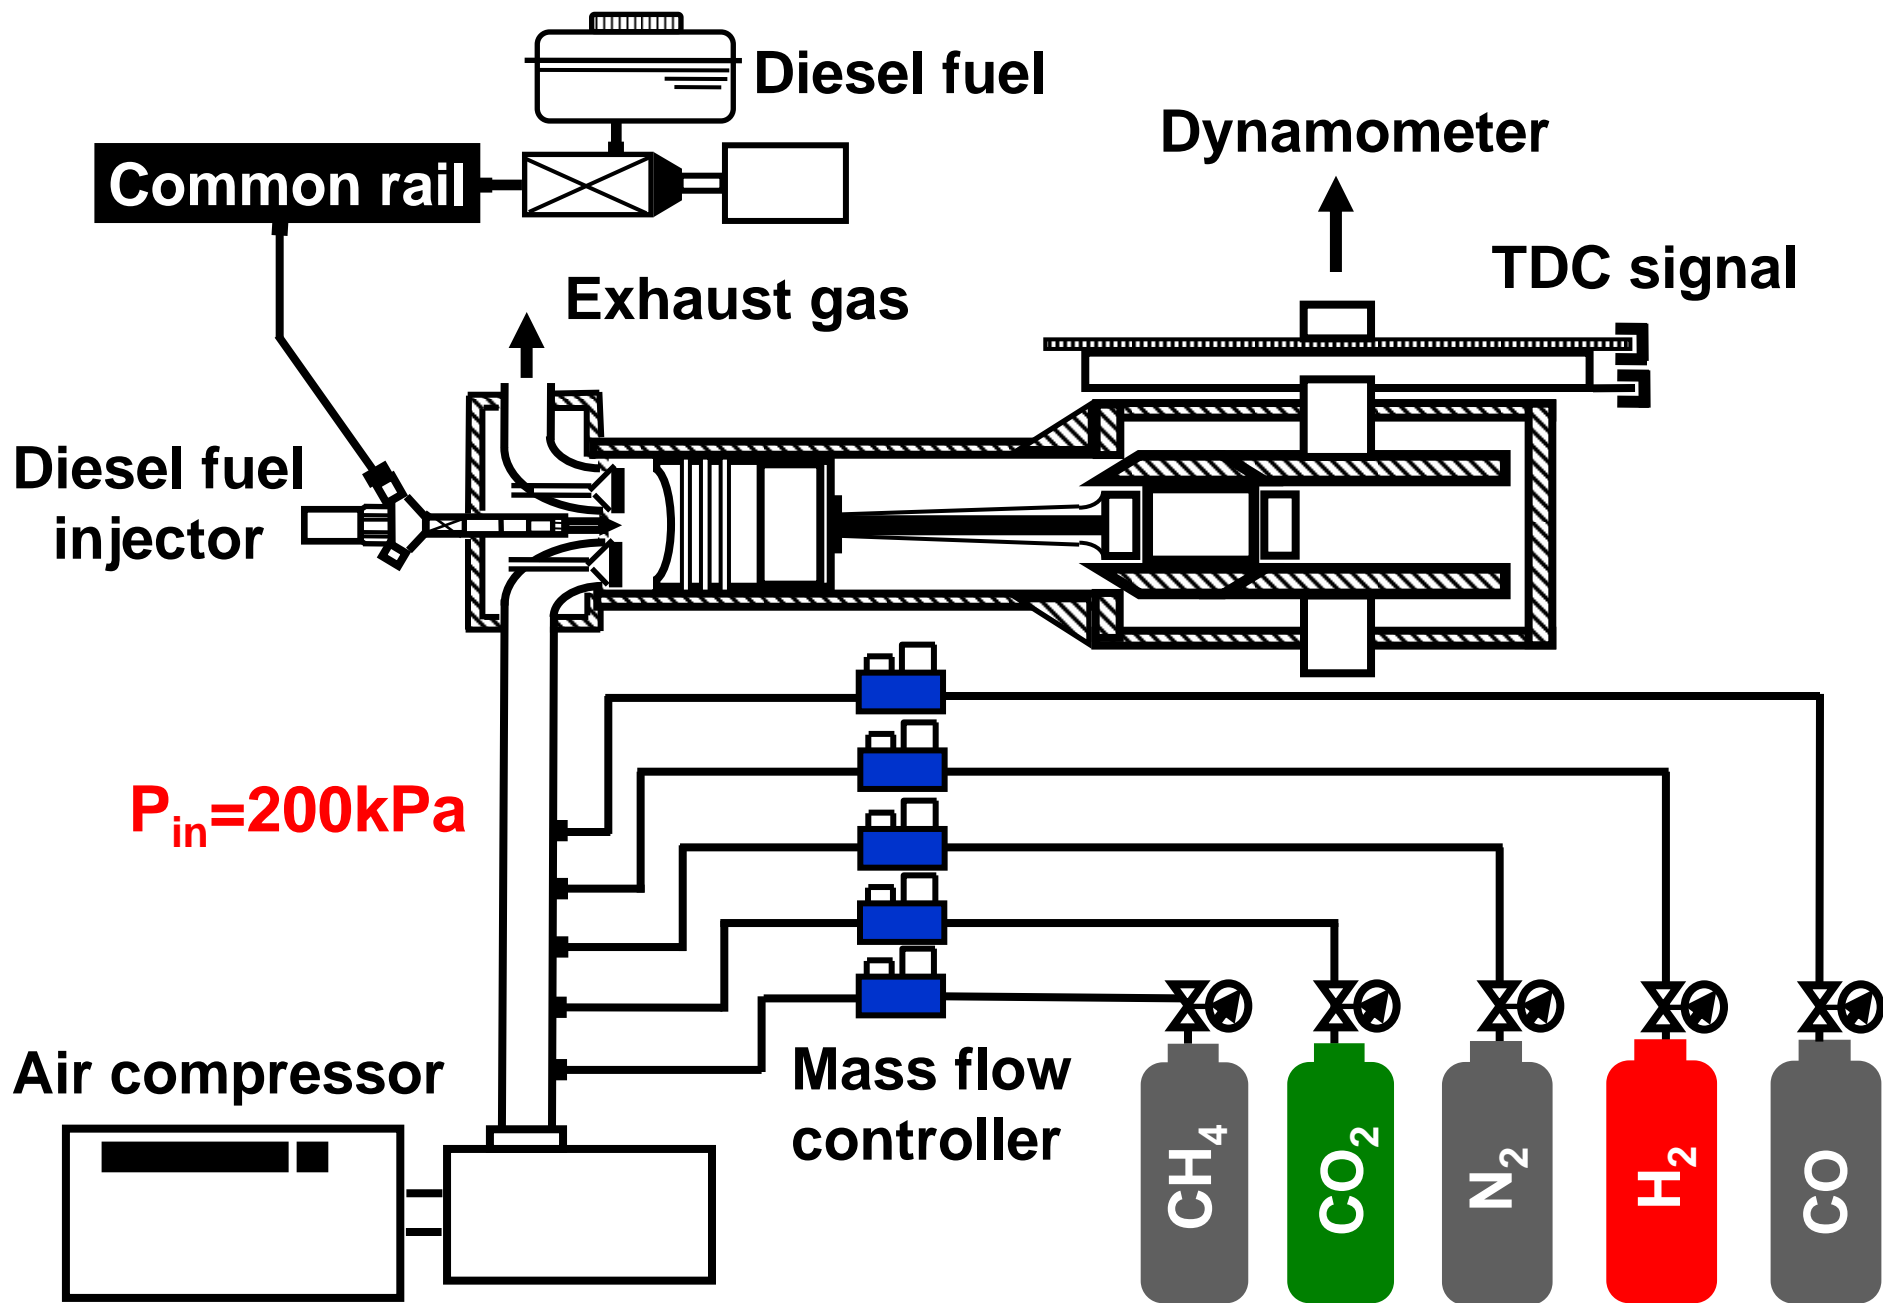 Diesel fuel
Dynamometer
Common rail
TDC signal
Exhaust gas
Diesel fuel
injector
P_in=200kPa
Air compressor
Mass flow
controller
CH₄
CO₂
N₂
H₂
CO